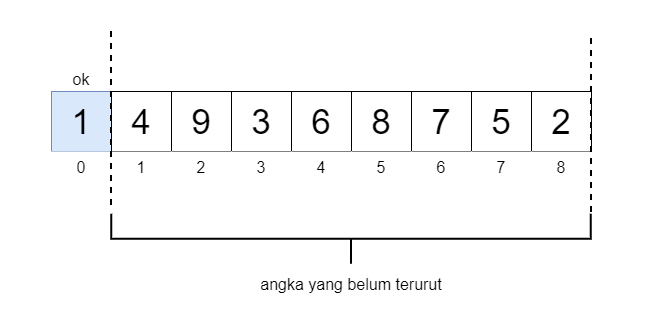 ok
1 4 9 3 6 8 7 5 2
0 1 2 3 4 5 6 7 8
angka yang belum terurut